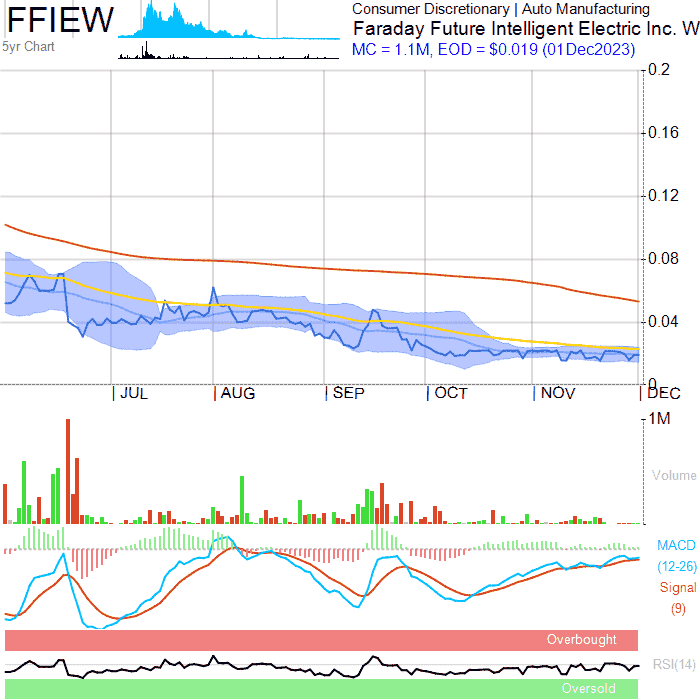 FFIEW
5yr Chart
Consumer Discretionary | Auto Manufacturing
Faraday Future Intelligent Electric Inc. W
MC = 1.1M, EOD = $0.019 (01Dec2023)
0.2
0.16
0.12
0.08
0.04
0
JUL AUG SEP OCT NOV DEC
1M
Volume
MACD
(12-26)
Signal
(9)
Overbought
RSI(14)
Oversold